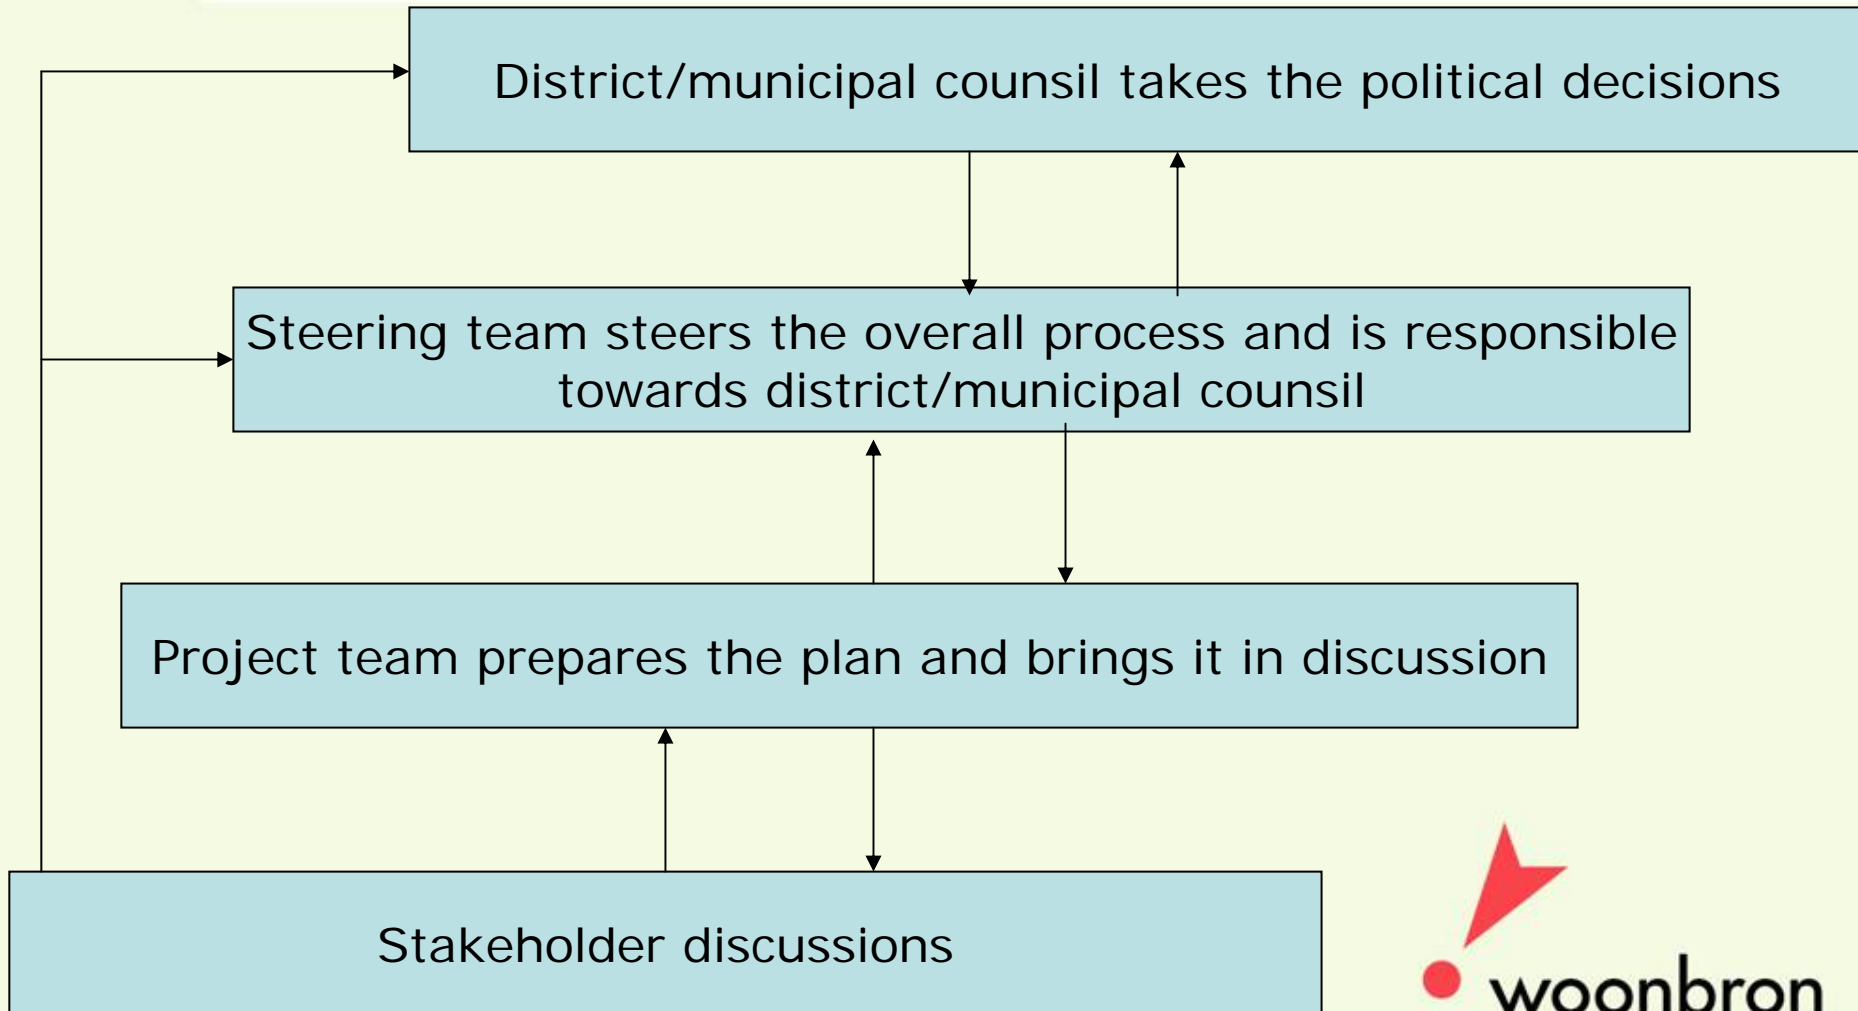 District/municipal counsil takes the political decisions
Steering team steers the overall process and is responsible
towards district/municipal counsil
Project team prepares the plan and brings it in discussion
Stakeholder discussions
woonbron